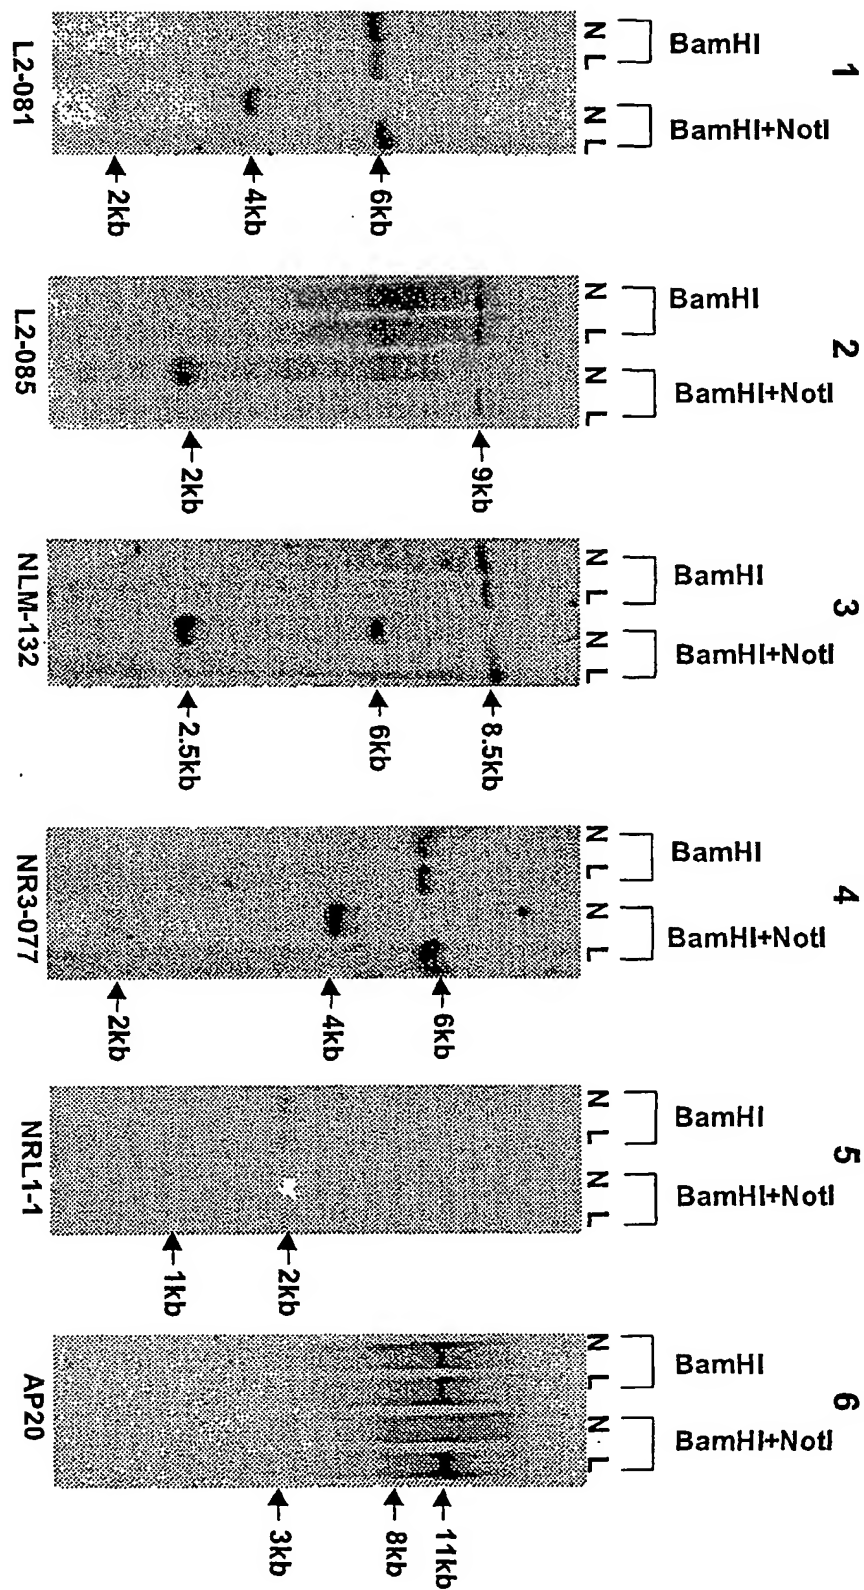 1
BamHI
BamHI+NotI
N L N L
6kb
4kb
2kb
L2-081
2
BamHI
BamHI+NotI
N L N L
9kb
2kb
L2-085
3
BamHI
BamHI+NotI
N L N L
8.5kb
6kb
2.5kb
NLM-132
4
BamHI
BamHI+NotI
N L N L
6kb
4kb
2kb
NR3-077
5
BamHI
BamHI+NotI
N L N L
2kb
1kb
NRL1-1
6
BamHI
BamHI+NotI
N L N L
11kb
8kb
3kb
AP20